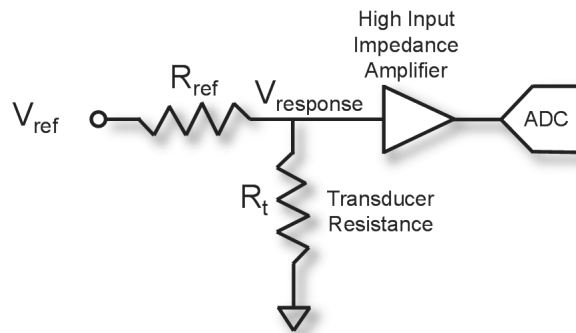 High Input
Impedance
Amplifier
Rref
Vresponse
Vref
ADC
Rt
Transducer
Resistance